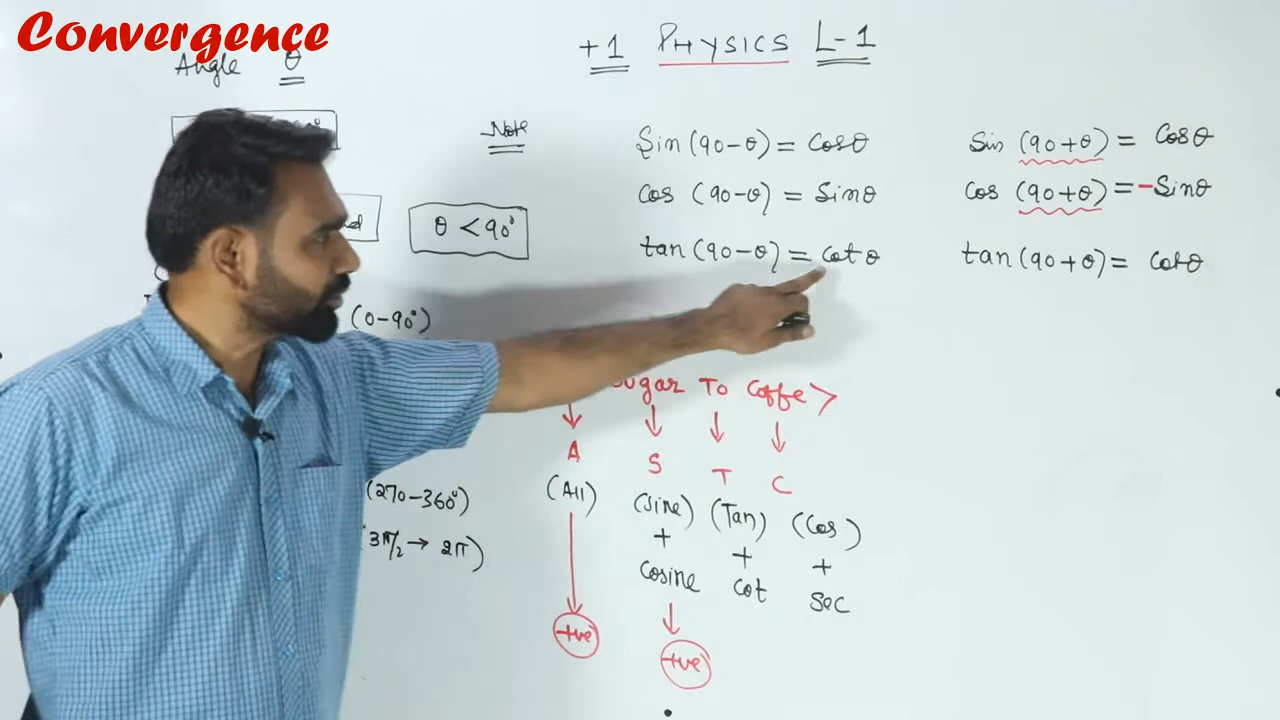 Convergence
+1 PHYSICS L-1
Angle θ
Note
Sin(90-θ) = Cosθ
Cos (90-θ) = Sinθ
tan(90-θ) = Cot θ
Sin (90+θ) = Cosθ
Cos (90+θ) = -Sinθ
tan(90+θ) = Cotθ
θ < 90°
(0-90°)
(270-360°)
3π/2 → 2π)
Sugar To Coffe >
A S T C
(All) (Sine) (Tan) (Cos)
+ + +
Cosine Cot Sec
+ve +ve